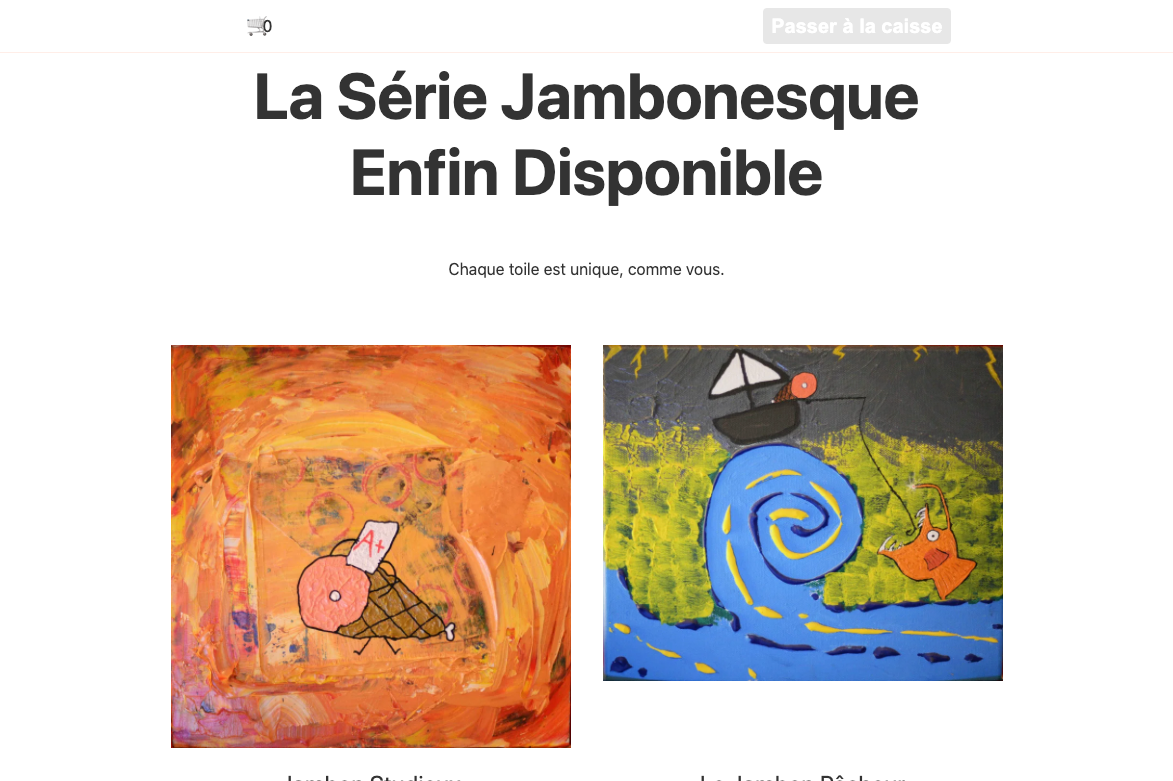 0
Passer à la caisse
La Série Jambonesque
Enfin Disponible
Chaque toile est unique, comme vous.
A+
Jambon Studieux
Le Jambon Pêcheur